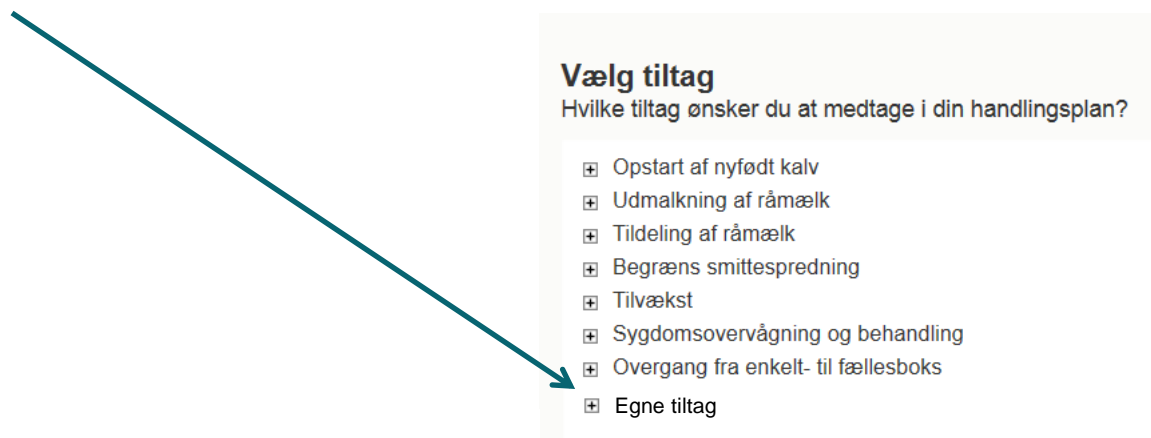 Vælg tiltag
Hvilke tiltag ønsker du at medtage i din handlingsplan?
Opstart af nyfødt kalv
Udmalkning af råmælk
Tildeling af råmælk
Begræns smittespredning
Tilvækst
Sygdomsovervågning og behandling
Overgang fra enkelt- til fællesboks
Egne tiltag